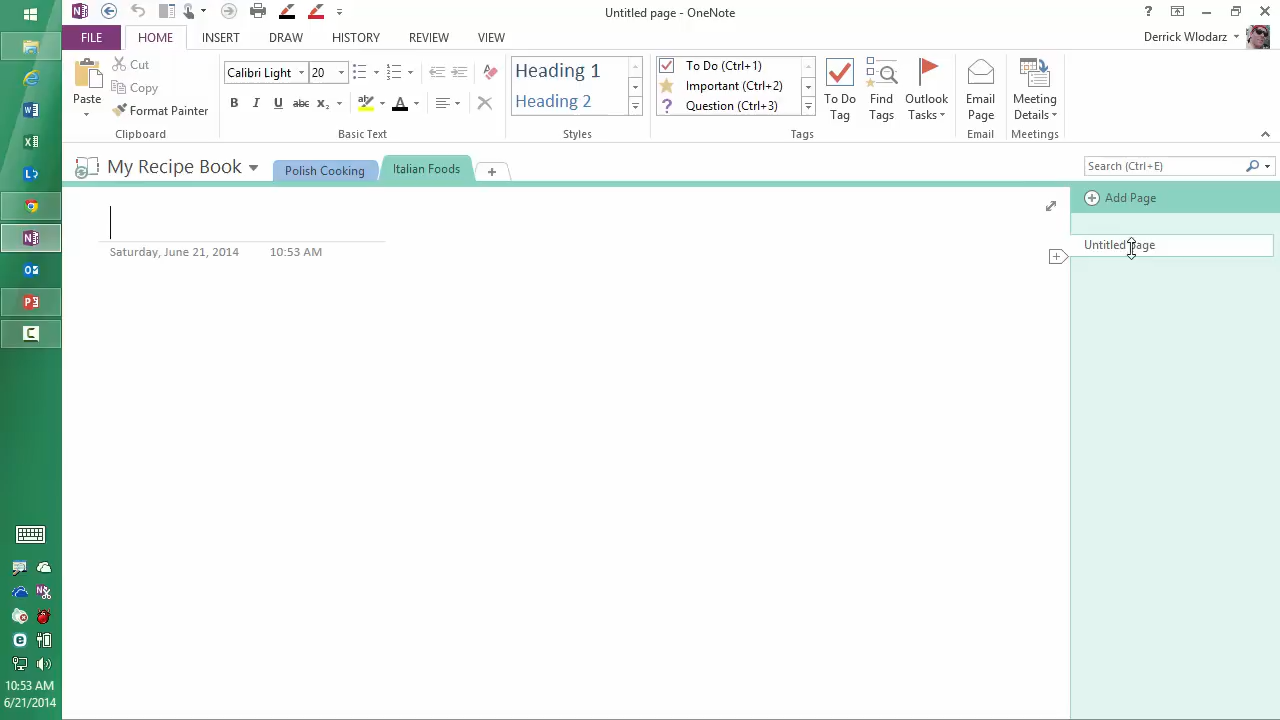 Untitled page - OneNote
Derrick Wlodarz
FILE HOME INSERT DRAW HISTORY REVIEW VIEW
Paste
Cut
Copy
Format Painter
Clipboard
Calibri Light 20
B I U abc x₂ ab A
Basic Text
Heading 1
Heading 2
Styles
To Do (Ctrl+1)
Important (Ctrl+2)
Question (Ctrl+3)
To Do Tag
Find Tags
Outlook Tasks
Tags
Email Page
Email
Meeting Details
Meetings
My Recipe Book
Polish Cooking
Italian Foods
Search (Ctrl+E)
Add Page
Untitled page
Saturday, June 21, 2014 10:53 AM
10:53 AM
6/21/2014